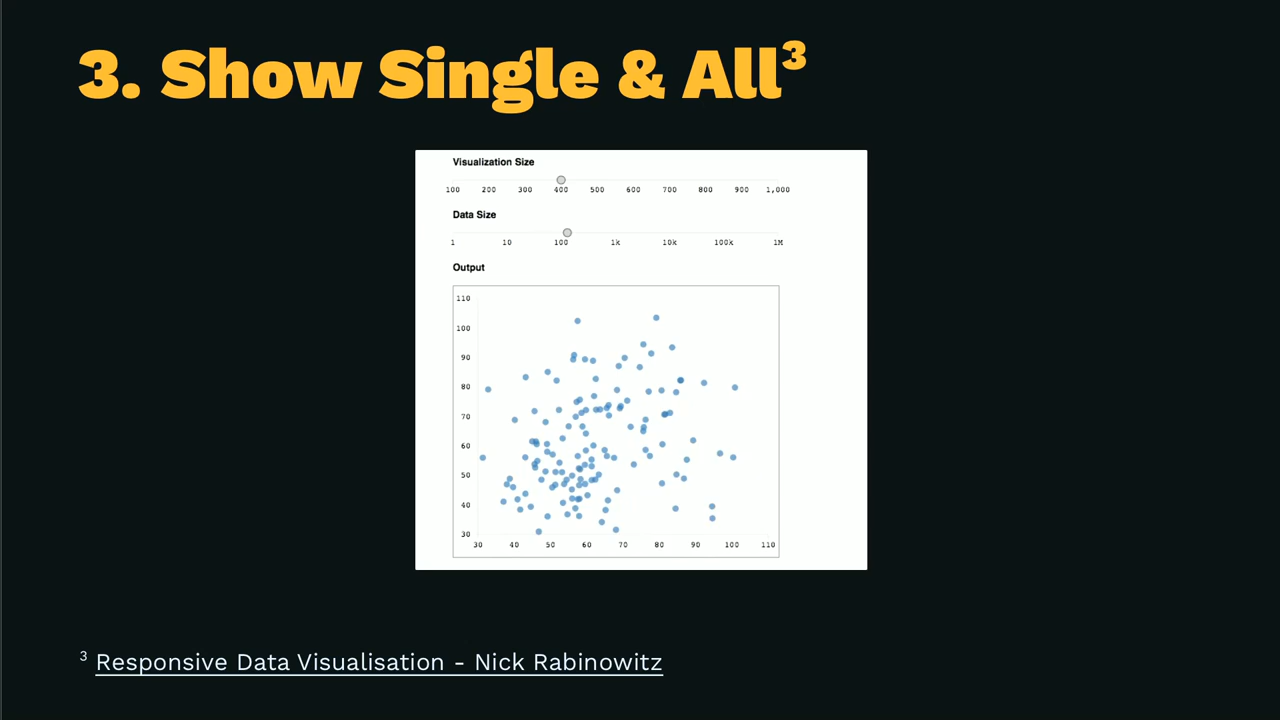 3. Show Single & All³
Visualization Size
100 200 300 400 500 600 700 800 900 1,000
Data Size
1 10 100 1k 10k 100k 1M
Output
110
100
90
80
70
60
50
40
30
30 40 50 60 70 80 90 100 110
³ Responsive Data Visualisation - Nick Rabinowitz